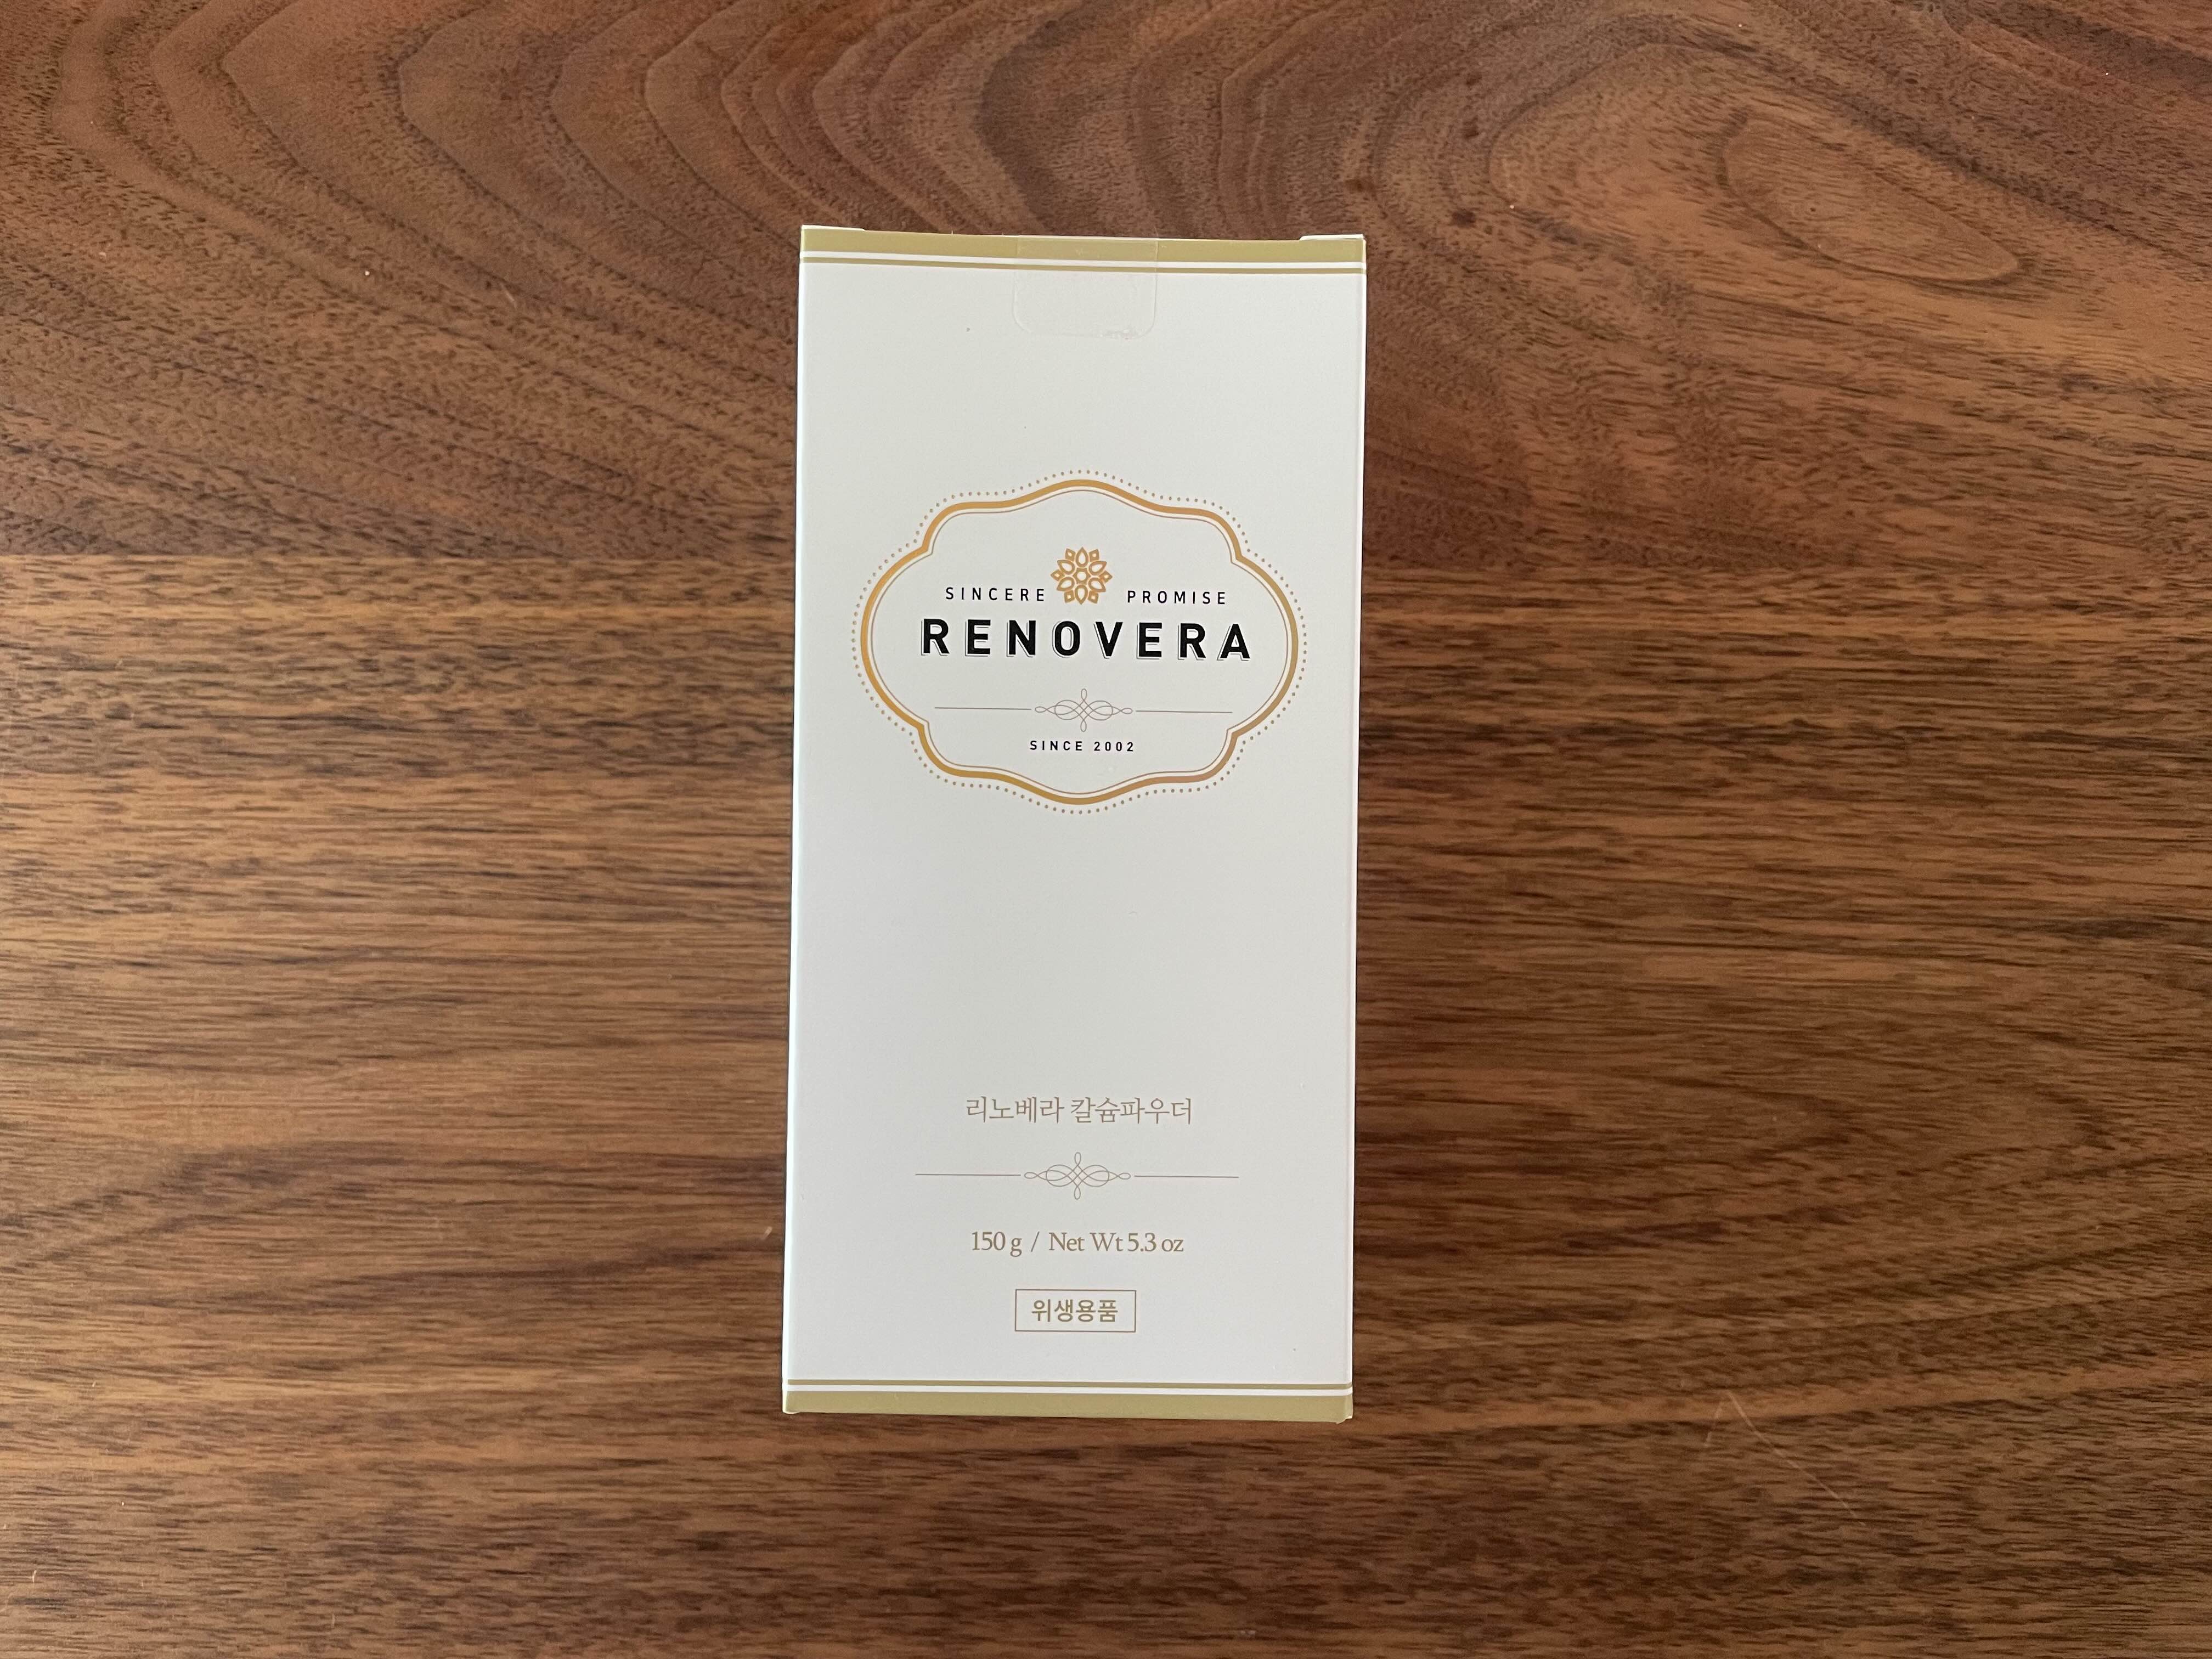 SINCERE PROMISE
RENOVERA
SINCE 2002
리노베라 칼슘파우더
150 g / Net Wt 5.3 oz
위생용품